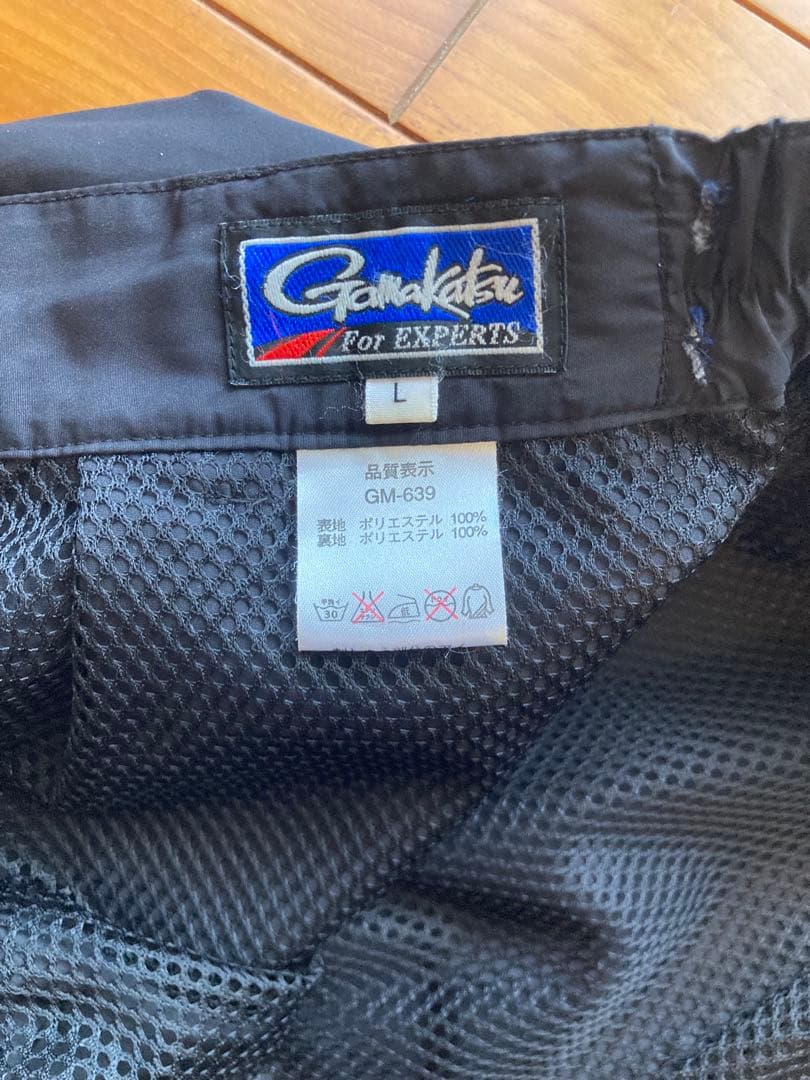 Gamakatsu
For EXPERTS
L
品質表示
GM-639
表地 ポリエステル 100%
裏地 ポリエステル 100%
30 低